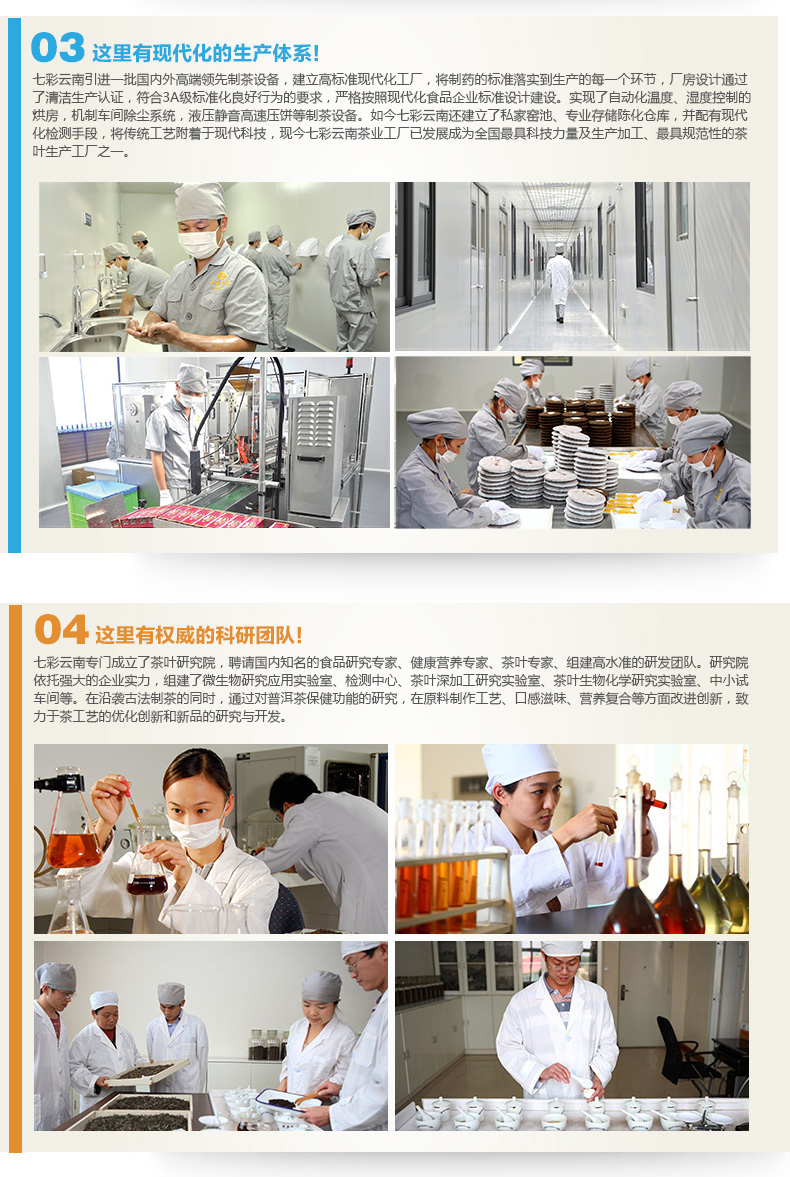 03 这里有现代化的生产体系!
七彩云南引进一批国内外高端领先制茶设备，建立高标准现代化工厂，将制药的标准落实到生产的每一个环节，厂房设计通过
了清洁生产认证，符合3A级标准化良好行为的要求，严格按照现代化食品企业标准设计建设。实现了自动化温度、湿度控制的
烘房，机制车间除尘系统，液压静音高速压饼等制茶设备。如今七彩云南还建立了私家窑池、专业存储陈化仓库，并配有现代
化检测手段，将传统工艺附着于现代科技，现今七彩云南茶业工厂已发展成为全国最具科技力量及生产加工、最具规范性的茶
叶生产工厂之一。
04 这里有权威的科研团队!
七彩云南专门成立了茶叶研究院，聘请国内知名的食品研究专家、健康营养专家、茶叶专家、组建高水准的研发团队。研究院
依托强大的企业实力，组建了微生物研究应用实验室、检测中心、茶叶深加工研究实验室、茶叶生物化学研究实验室、中小试
车间等。在沿袭古法制茶的同时，通过对普洱茶保健功能的研究，在原料制作工艺、口感滋味、营养复合等方面改进创新，致
力于茶工艺的优化创新和新品的研究与开发。